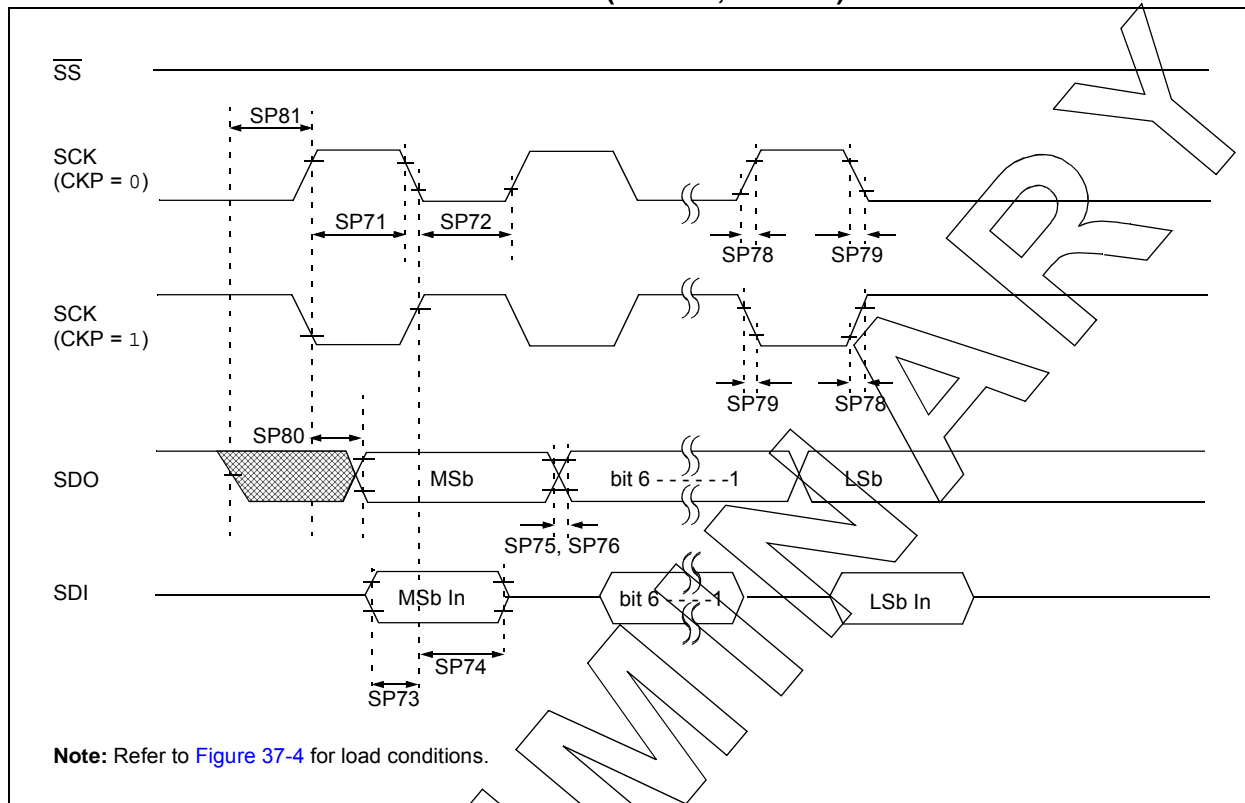 SS
SP81
SCK
(CKP = 0)
SP71
SP72
SP78
SP79
SCK
(CKP = 1)
SP79
SP78
SP80
SDO
MSb
bit 6 - - - - - -1
LSb
SP75, SP76
SDI
MSb In
bit 6 - - - - -1
LSb In
SP74
SP73
Note: Refer to Figure 37-4 for load conditions.
MINARY